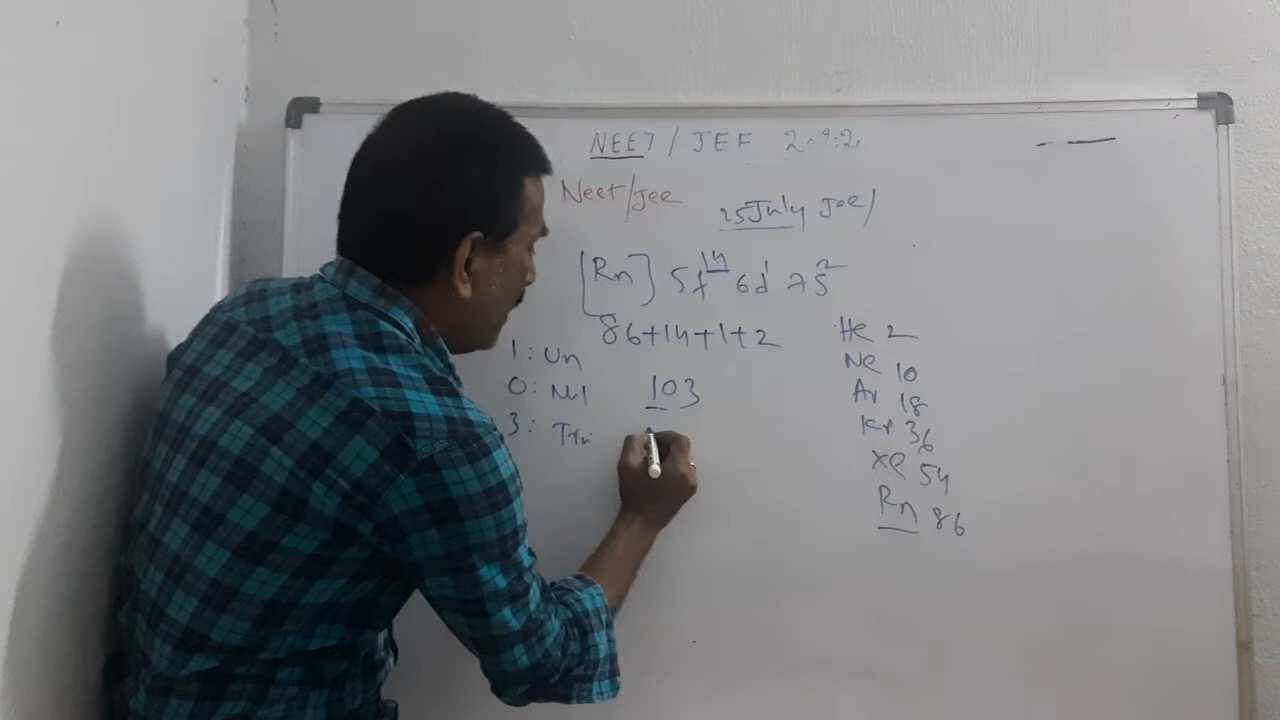 NEET / JEE
Neet/Jee
25 July Jee/
[Rn] 5f¹⁴ 6d¹ 7s²
86+14+1+2
1: Un
0: Nil
3: Tri
103
He 2
Ne 10
Ar 18
Kr 36
Xe 54
Rn 86